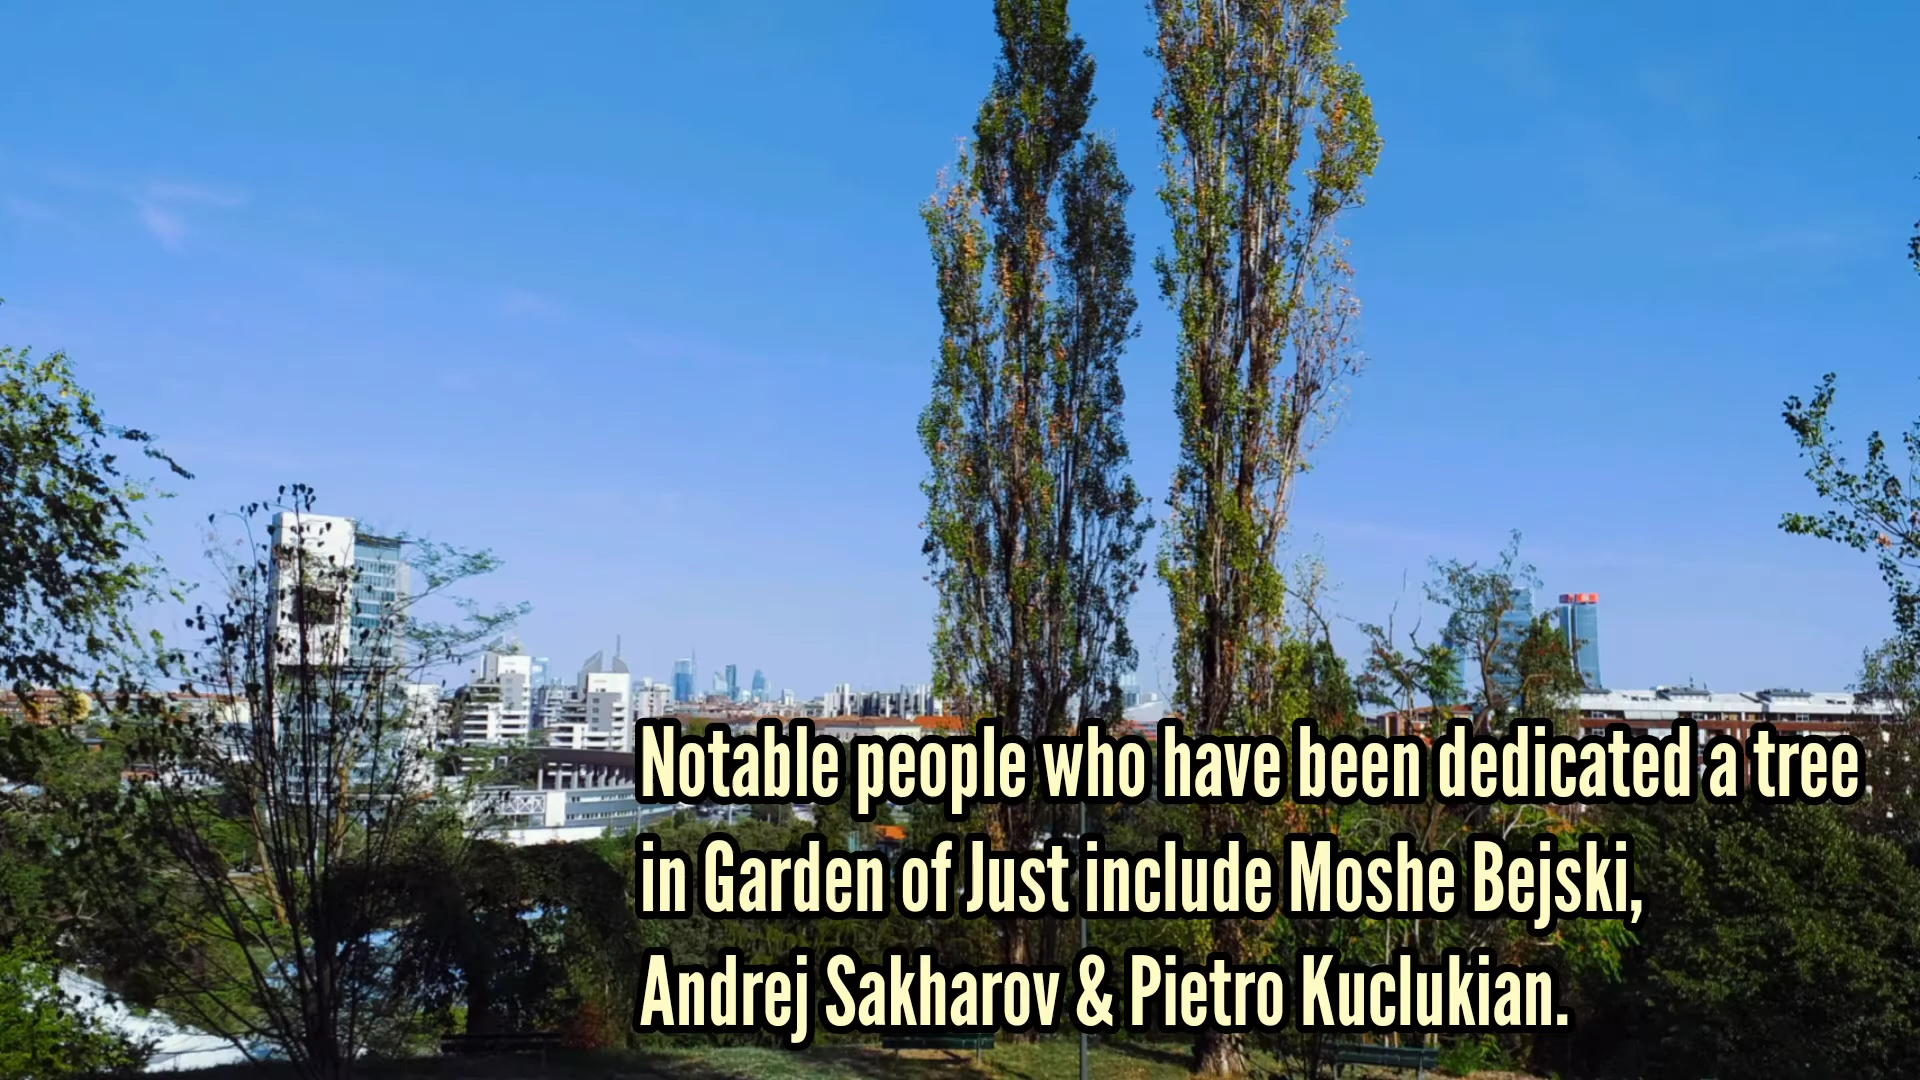 Notable people who have been dedicated a tree
in Garden of Just include Moshe Bejski,
Andrej Sakharov & Pietro Kuclukian.